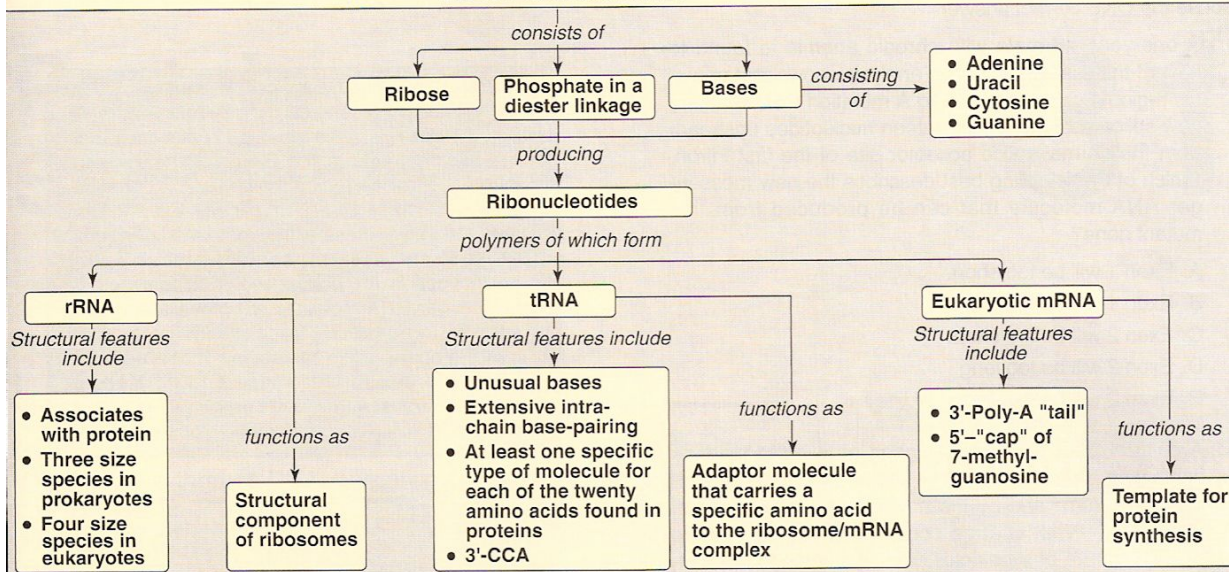 consists of
Ribose
Phosphate in a
diester linkage
Bases
consisting
of
• Adenine
• Uracil
• Cytosine
• Guanine
producing
Ribonucleotides
polymers of which form
rRNA
Structural features
include
• Associates
with protein
• Three size
species in
prokaryotes
• Four size
species in
eukaryotes
functions as
Structural
component
of ribosomes
tRNA
Structural features include
• Unusual bases
• Extensive intra-
chain base-pairing
• At least one specific
type of molecule for
each of the twenty
amino acids found in
proteins
• 3'-CCA
functions as
Adaptor molecule
that carries a
specific amino acid
to the ribosome/mRNA
complex
Eukaryotic mRNA
Structural features
include
• 3'-Poly-A "tail"
• 5'–"cap" of
7-methyl-
guanosine
functions as
Template for
protein
synthesis